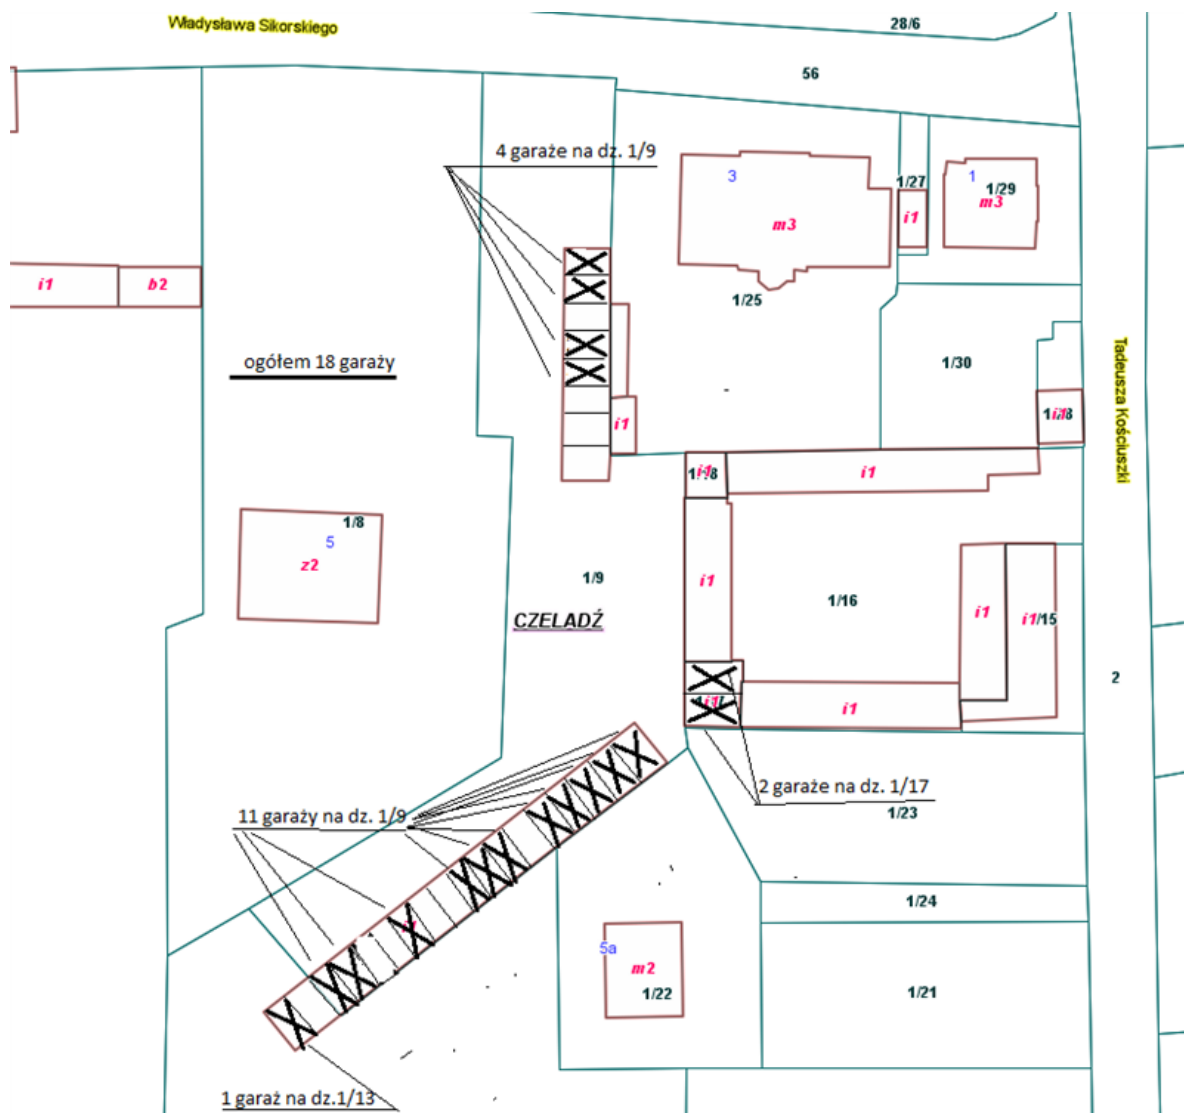 Władysława Sikorskiego
28/6
56
4 garaże na dz. 1/9
3
1/27
1
1/29
m3
m3
i1
i1
b2
1/25
ogółem 18 garaży
1/30
Tadeusza Kościuszki
i1
i1
i1
i1
1/8
5
z2
1/9
i1
1/16
CZELADŹ
i1
i1
1/15
2
i1
i1
2 garaże na dz. 1/17
11 garaży na dz. 1/9
1/23
1/24
5a
m2
1/22
1/21
1 garaż na dz.1/13